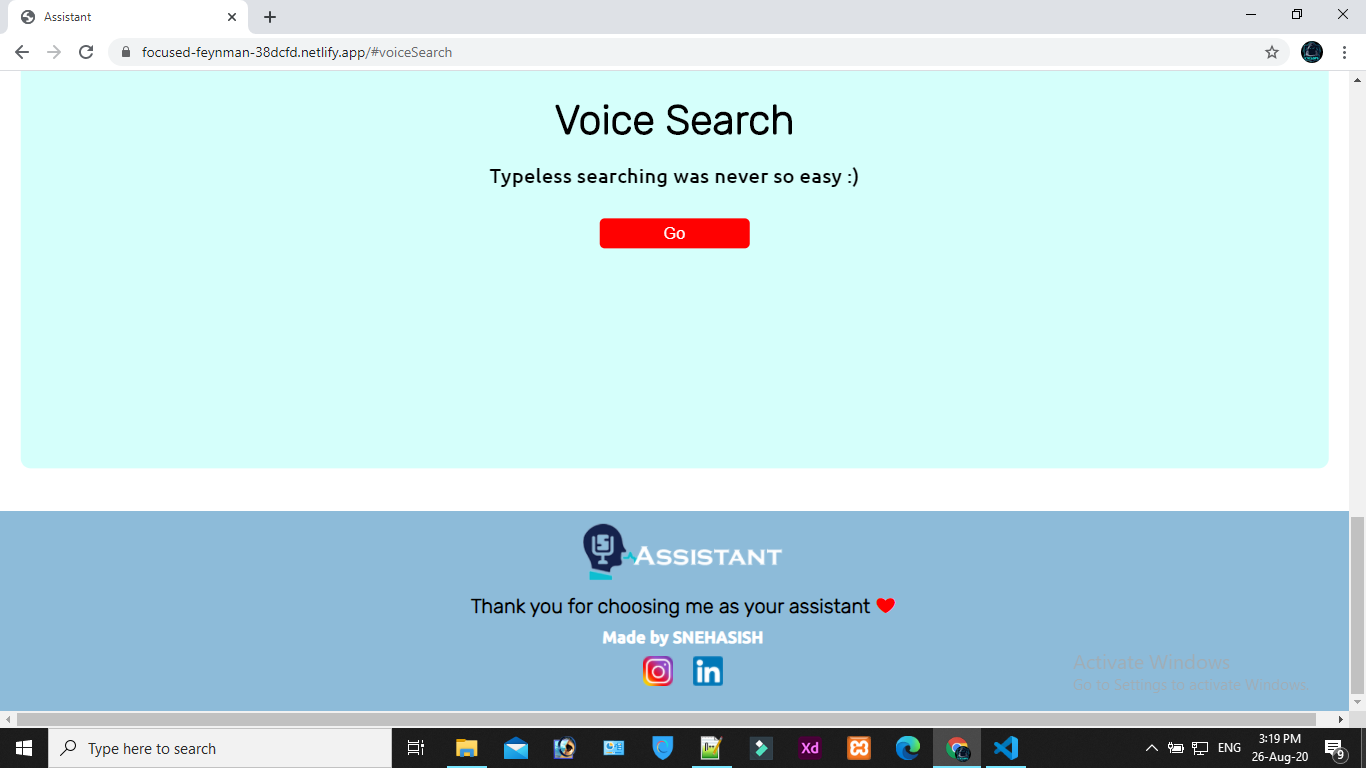 Assistant
focused-feynman-38dcfd.netlify.app/#voiceSearch
Voice Search
Typeless searching was never so easy :)
Go
ASSISTANT
Thank you for choosing me as your assistant
Made by SNEHASISH
in
Activate Windows
Go to Settings to activate Windows.
Type here to search
Xd
ENG
3:19 PM
26-Aug-20
9